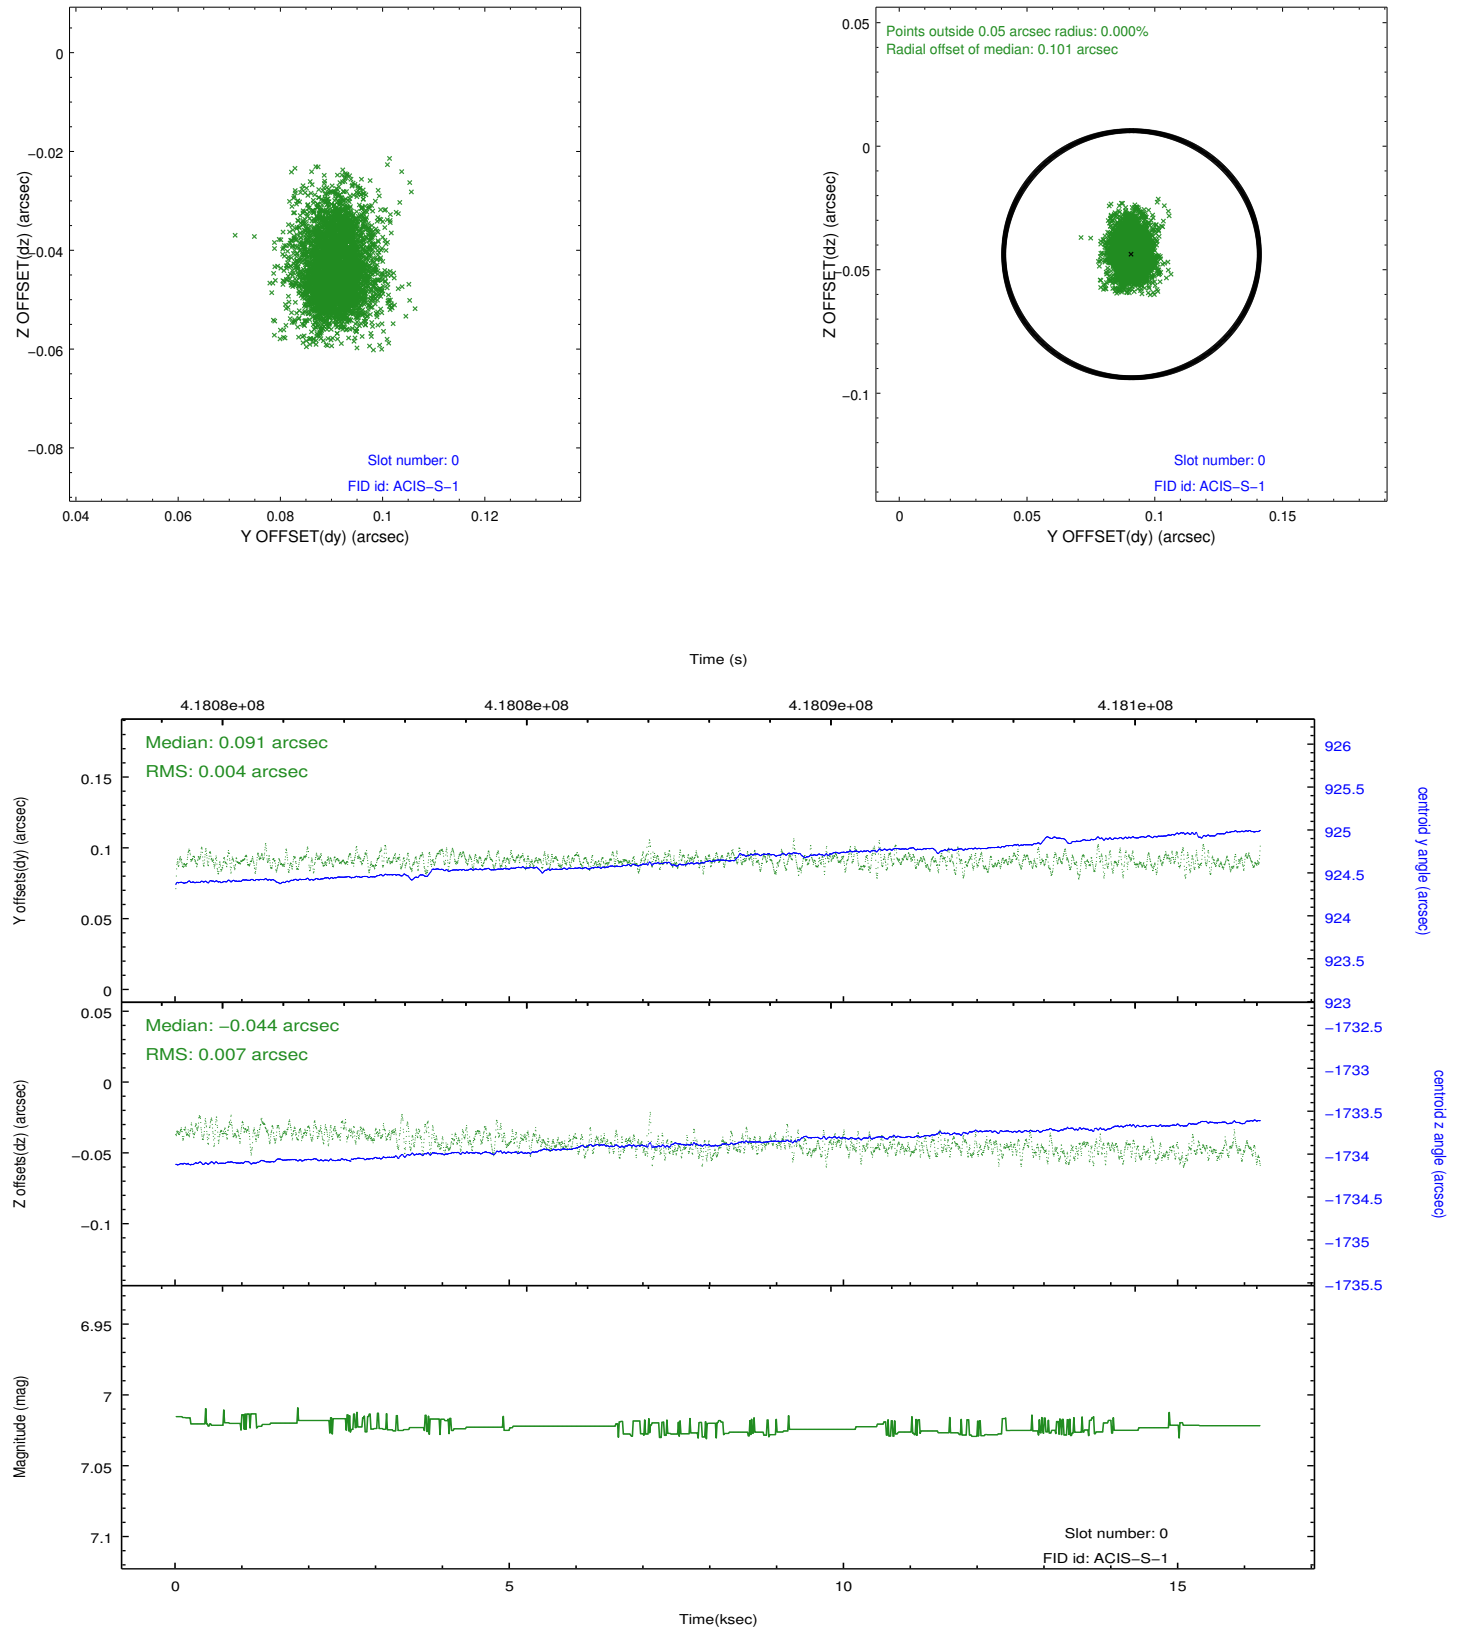 0
−0.02
−0.04
−0.06
−0.08
Z OFFSET(dz) (arcsec)
Slot number: 0
FID id: ACIS−S−1
0.04 0.06 0.08 0.1 0.12
Y OFFSET(dy) (arcsec)
0.05
0
−0.05
−0.1
Z OFFSET(dz) (arcsec)
Points outside 0.05 arcsec radius: 0.000%
Radial offset of median: 0.101 arcsec
Slot number: 0
FID id: ACIS−S−1
0 0.05 0.1 0.15
Y OFFSET(dy) (arcsec)
Time (s)
4.1808e+08 4.1808e+08 4.1809e+08 4.181e+08
Median: 0.091 arcsec
RMS: 0.004 arcsec
0.15
0.1
0.05
0
Y offsets(dy) (arcsec)
926
925.5
925
924.5
924
923.5
923
centroid y angle (arcsec)
Median: −0.044 arcsec
RMS: 0.007 arcsec
0.05
0
−0.05
−0.1
Z offsets(dz) (arcsec)
−1732.5
−1733
−1733.5
−1734
−1734.5
−1735
−1735.5
centroid z angle (arcsec)
6.95
7
7.05
7.1
Magnitude (mag)
Slot number: 0
FID id: ACIS−S−1
0 5 10 15
Time(ksec)